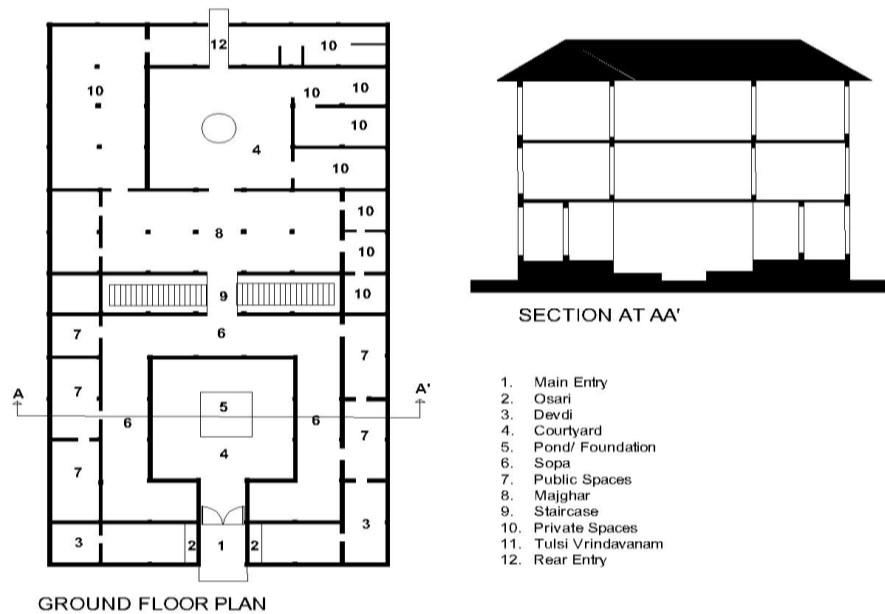 12
10
10
10
10
10
4
10
10
8
10
9
10
6
7
7
A
7
A'
5
6
6
7
4
7
3
3
2
1
2
GROUND FLOOR PLAN
SECTION AT AA'
1. Main Entry
2. Osari
3. Devdi
4. Courtyard
5. Pond/ Foundation
6. Sopa
7. Public Spaces
8. Majghar
9. Staircase
10. Private Spaces
11. Tulsi Vrindavanam
12. Rear Entry